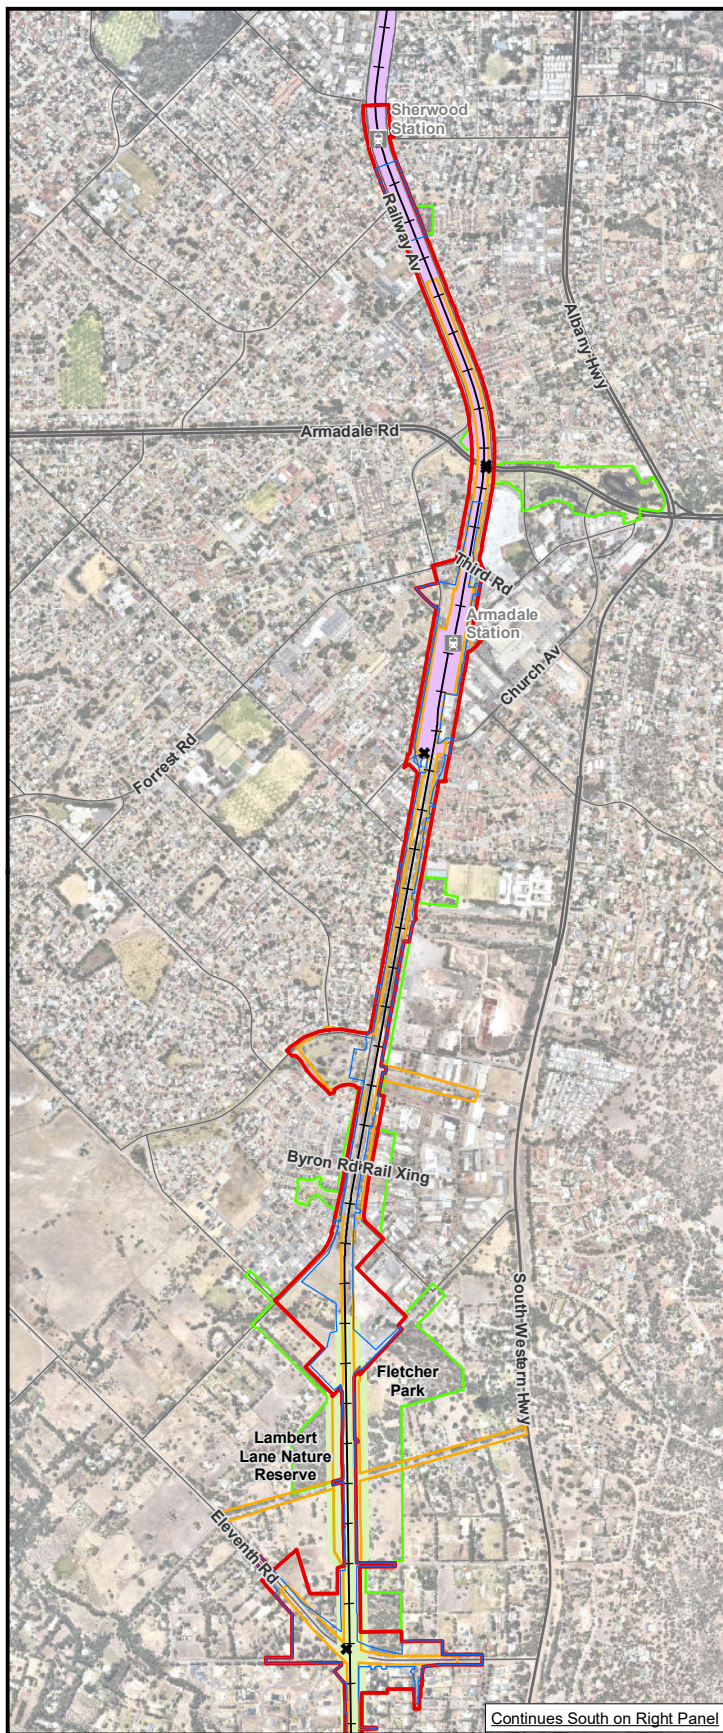 Sherwood
Station
Railway Av
Albany Hwy
Armadale Rd
Third Rd
Armadale
Station
Church Av
Forrest Rd
Byron Rd Rail Xing
South Western Hwy
Fletcher
Park
Lambert
Lane Nature
Reserve
Eleventh Rd
Continues South on Right Panel